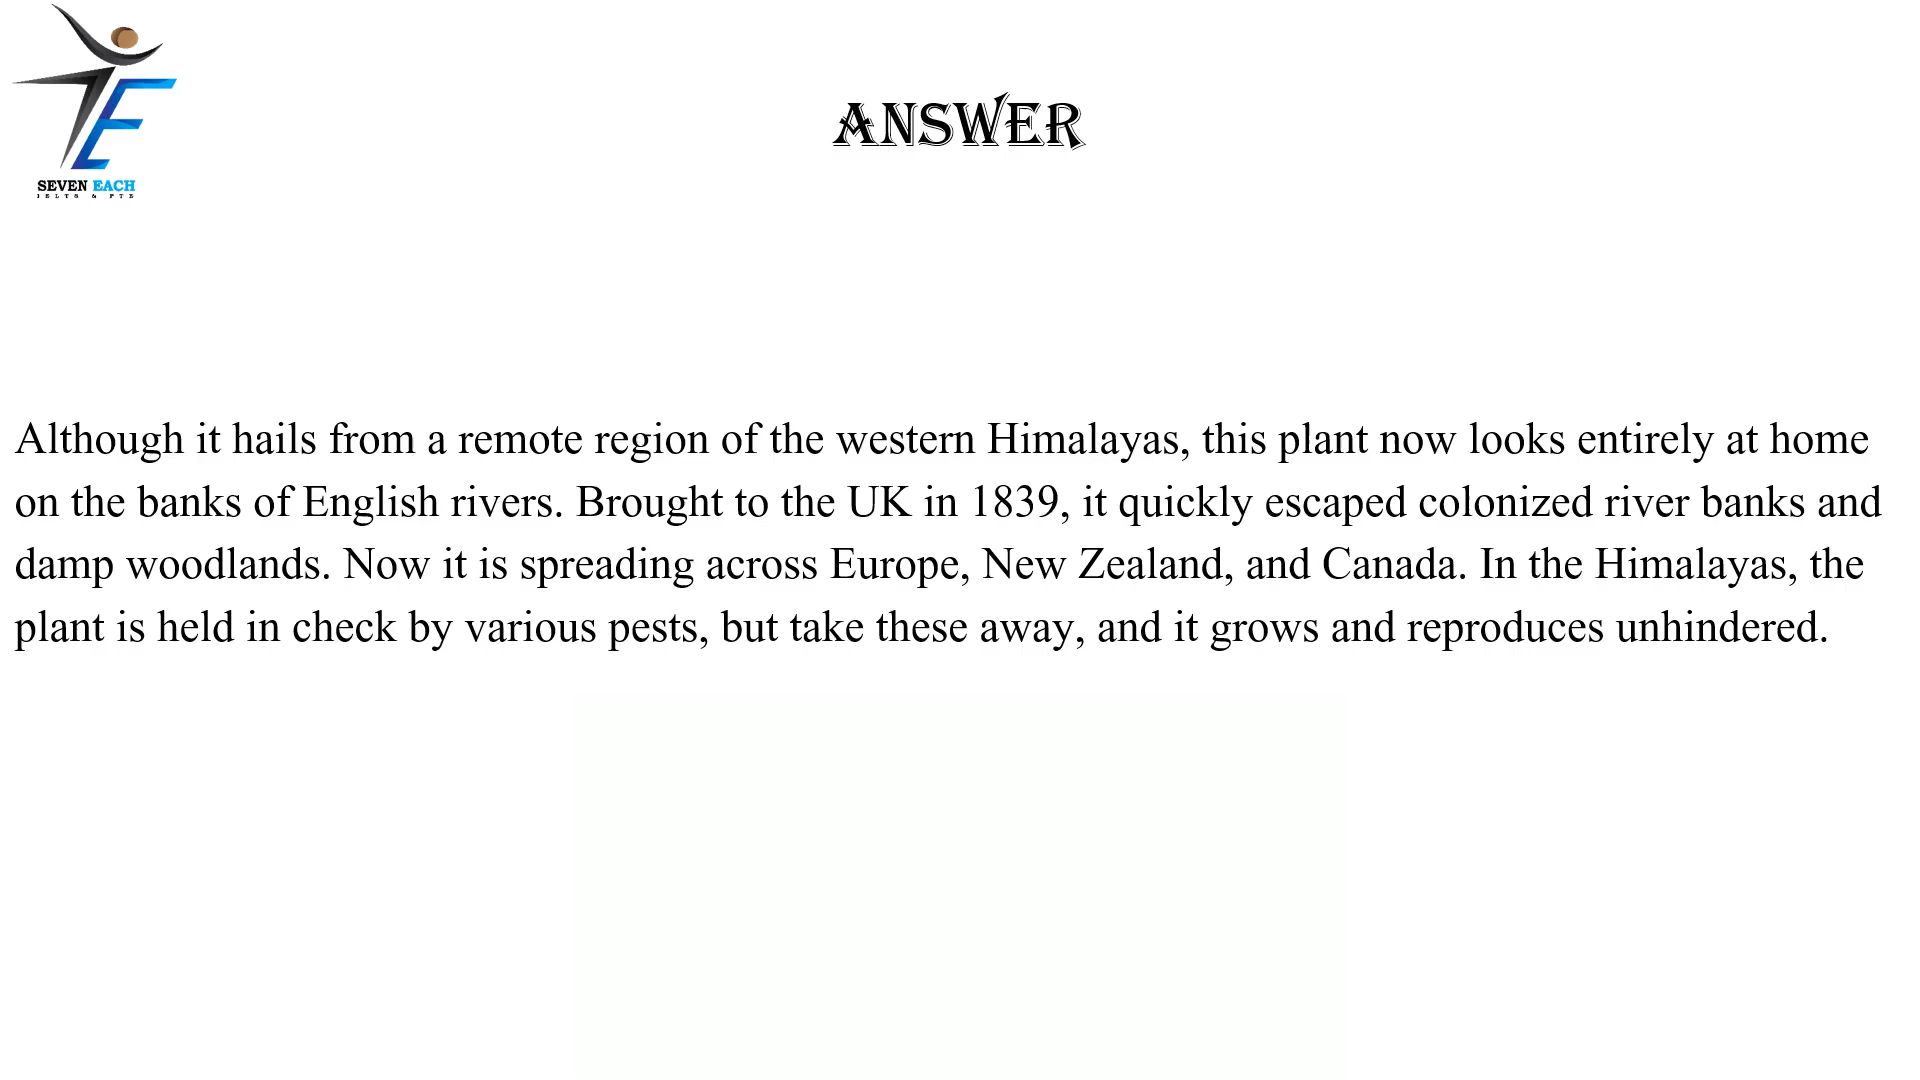 SEVEN EACH
IELTS & PTE
ANSWER
Although it hails from a remote region of the western Himalayas, this plant now looks entirely at home
on the banks of English rivers. Brought to the UK in 1839, it quickly escaped colonized river banks and
damp woodlands. Now it is spreading across Europe, New Zealand, and Canada. In the Himalayas, the
plant is held in check by various pests, but take these away, and it grows and reproduces unhindered.